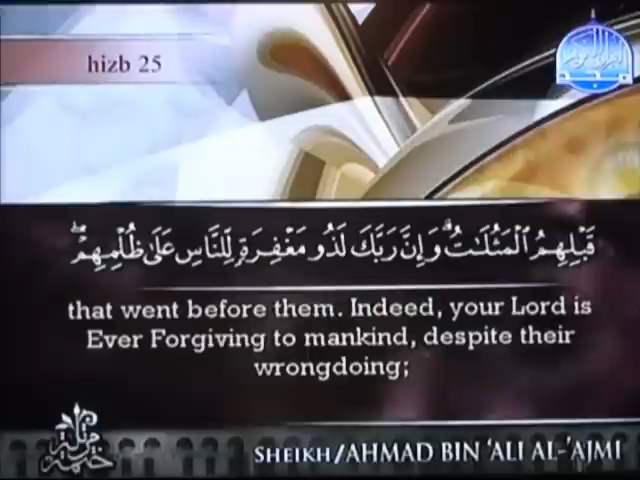 hizb 25
قَبْلِهِمُ ٱلْمَثُلَـٰتُ ۗ وَإِنَّ رَبَّكَ لَذُو مَغْفِرَةٍ لِّلنَّاسِ عَلَىٰ ظُلْمِهِمْ ۖ
that went before them. Indeed, your Lord is
Ever Forgiving to mankind, despite their
wrongdoing;
SHEIKH/AHMAD BIN 'ALI AL-'AJMI